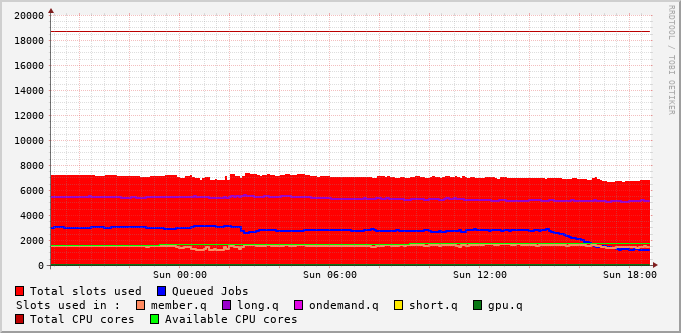 20000
18000
16000
14000
12000
10000
8000
6000
4000
2000
0
Sun 00:00 Sun 06:00 Sun 12:00 Sun 18:00
Total slots used Queued Jobs
Slots used in : member.q long.q ondemand.q short.q gpu.q
Total CPU cores Available CPU cores
RRDTOOL / TOBI OETIKER